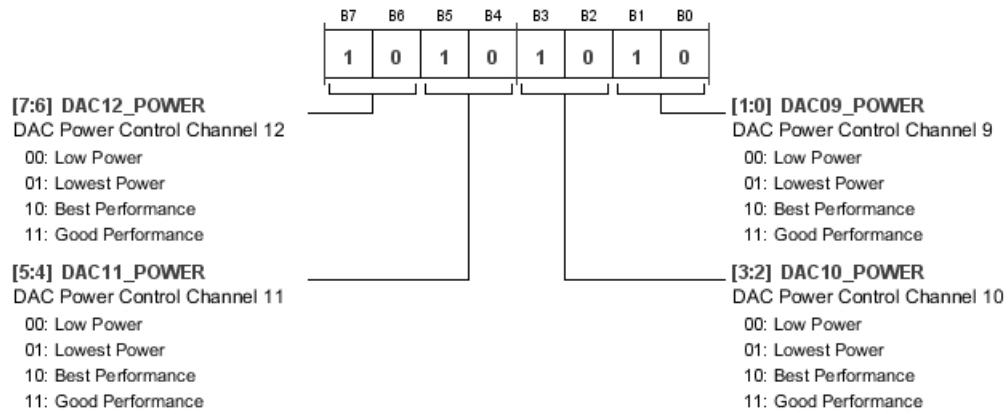 B7 B6 B5 B4 B3 B2 B1 B0
1 0 1 0 1 0 1 0
[7:6] DAC12_POWER
DAC Power Control Channel 12
00: Low Power
01: Lowest Power
10: Best Performance
11: Good Performance
[5:4] DAC11_POWER
DAC Power Control Channel 11
00: Low Power
01: Lowest Power
10: Best Performance
11: Good Performance
[1:0] DAC09_POWER
DAC Power Control Channel 9
00: Low Power
01: Lowest Power
10: Best Performance
11: Good Performance
[3:2] DAC10_POWER
DAC Power Control Channel 10
00: Low Power
01: Lowest Power
10: Best Performance
11: Good Performance